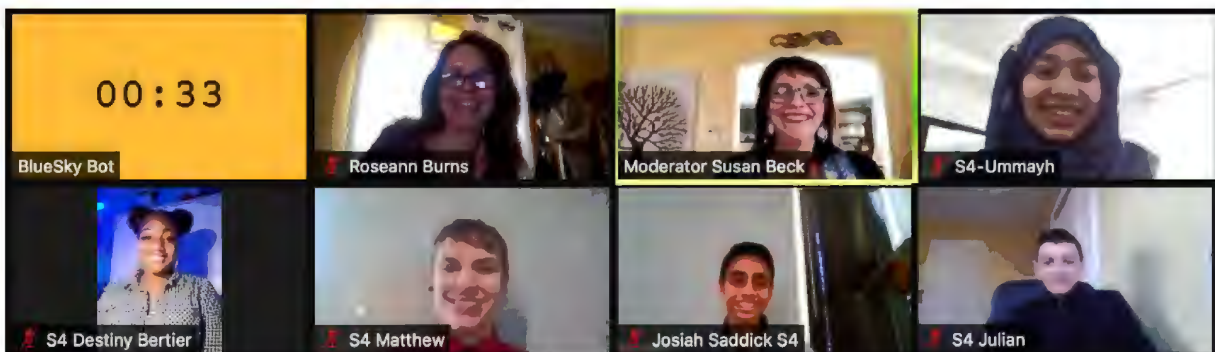 00:33
BlueSky Bot
Roseann Burns
Moderator Susan Beck
S4-Ummayh
S4 Destiny Bertier
S4 Matthew
Josiah Saddick S4
S4 Julian